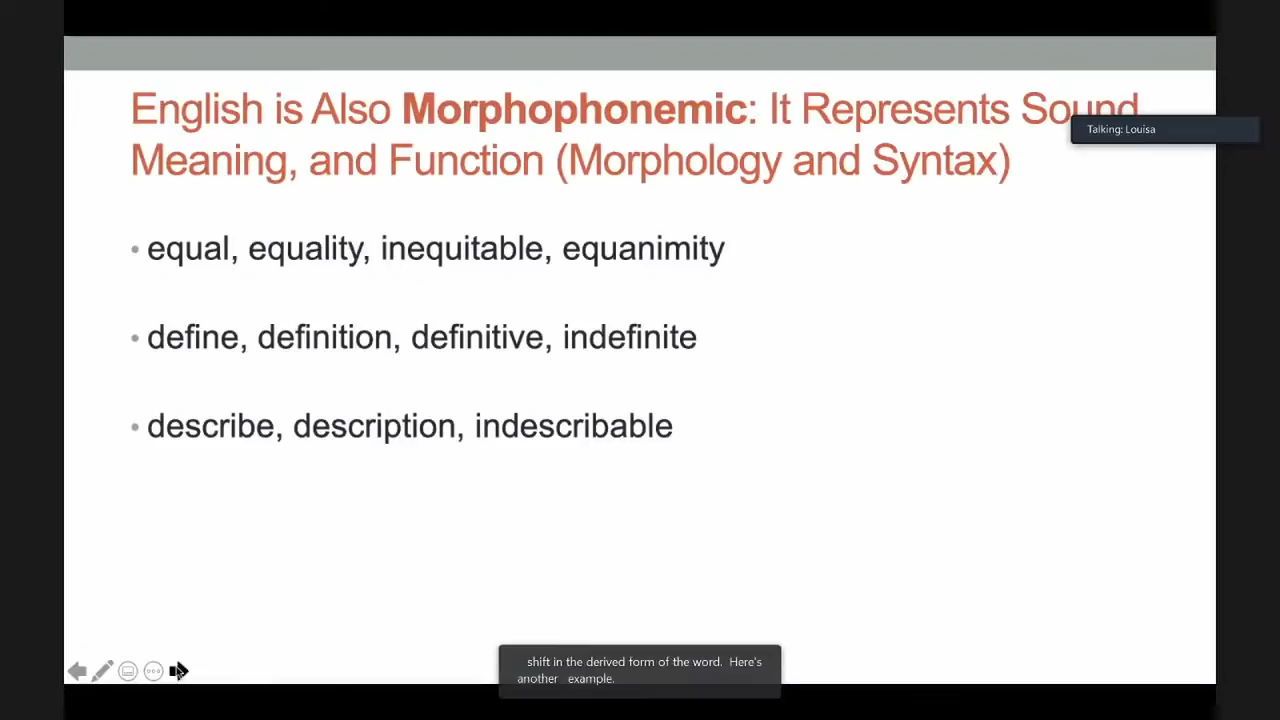 English is Also Morphophonemic: It Represents Sound
Meaning, and Function (Morphology and Syntax)
Talking: Louisa
• equal, equality, inequitable, equanimity
• define, definition, definitive, indefinite
• describe, description, indescribable
shift in the derived form of the word. Here's
another example.